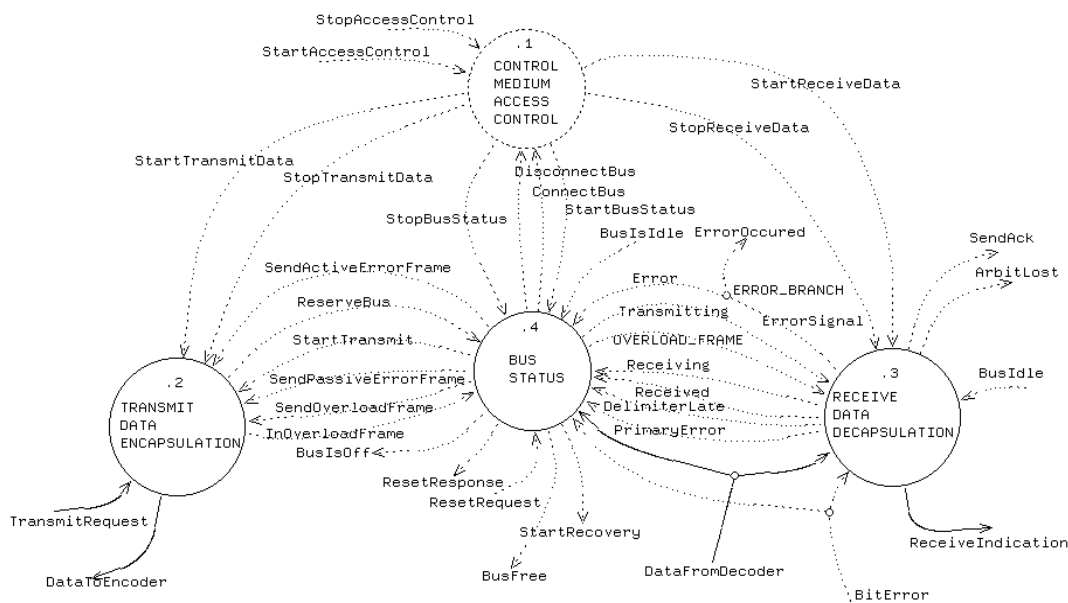 StopAccessControl
StartAccessControl
.1
CONTROL
MEDIUM
ACCESS
CONTROL
StartReceiveData
StopReceiveData
StartTransmitData
StopTransmitData
DisconnectBus
ConnectBus
StartBusStatus
StopBusStatus
BusIsIdle
ErrorOccured
SendAck
ArbitLost
SendActiveErrorFrame
Error
ERROR_BRANCH
ReserveBus
Transmitting
ErrorSignal
StartTransmit
.4
BUS
STATUS
OVERLOAD_FRAME
Receiving
.2
TRANSMIT
DATA
ENCAPSULATION
SendPassiveErrorFrame
Received
.3
RECEIVE
DATA
DECAPSULATION
BusIdle
SendOverloadFrame
DelimiterLate
InOverloadFrame
PrimaryError
BusIsOff
ResetResponse
ResetRequest
TransmitRequest
StartRecovery
ReceiveIndication
DataToEncoder
BusFree
DataFromDecoder
BitError